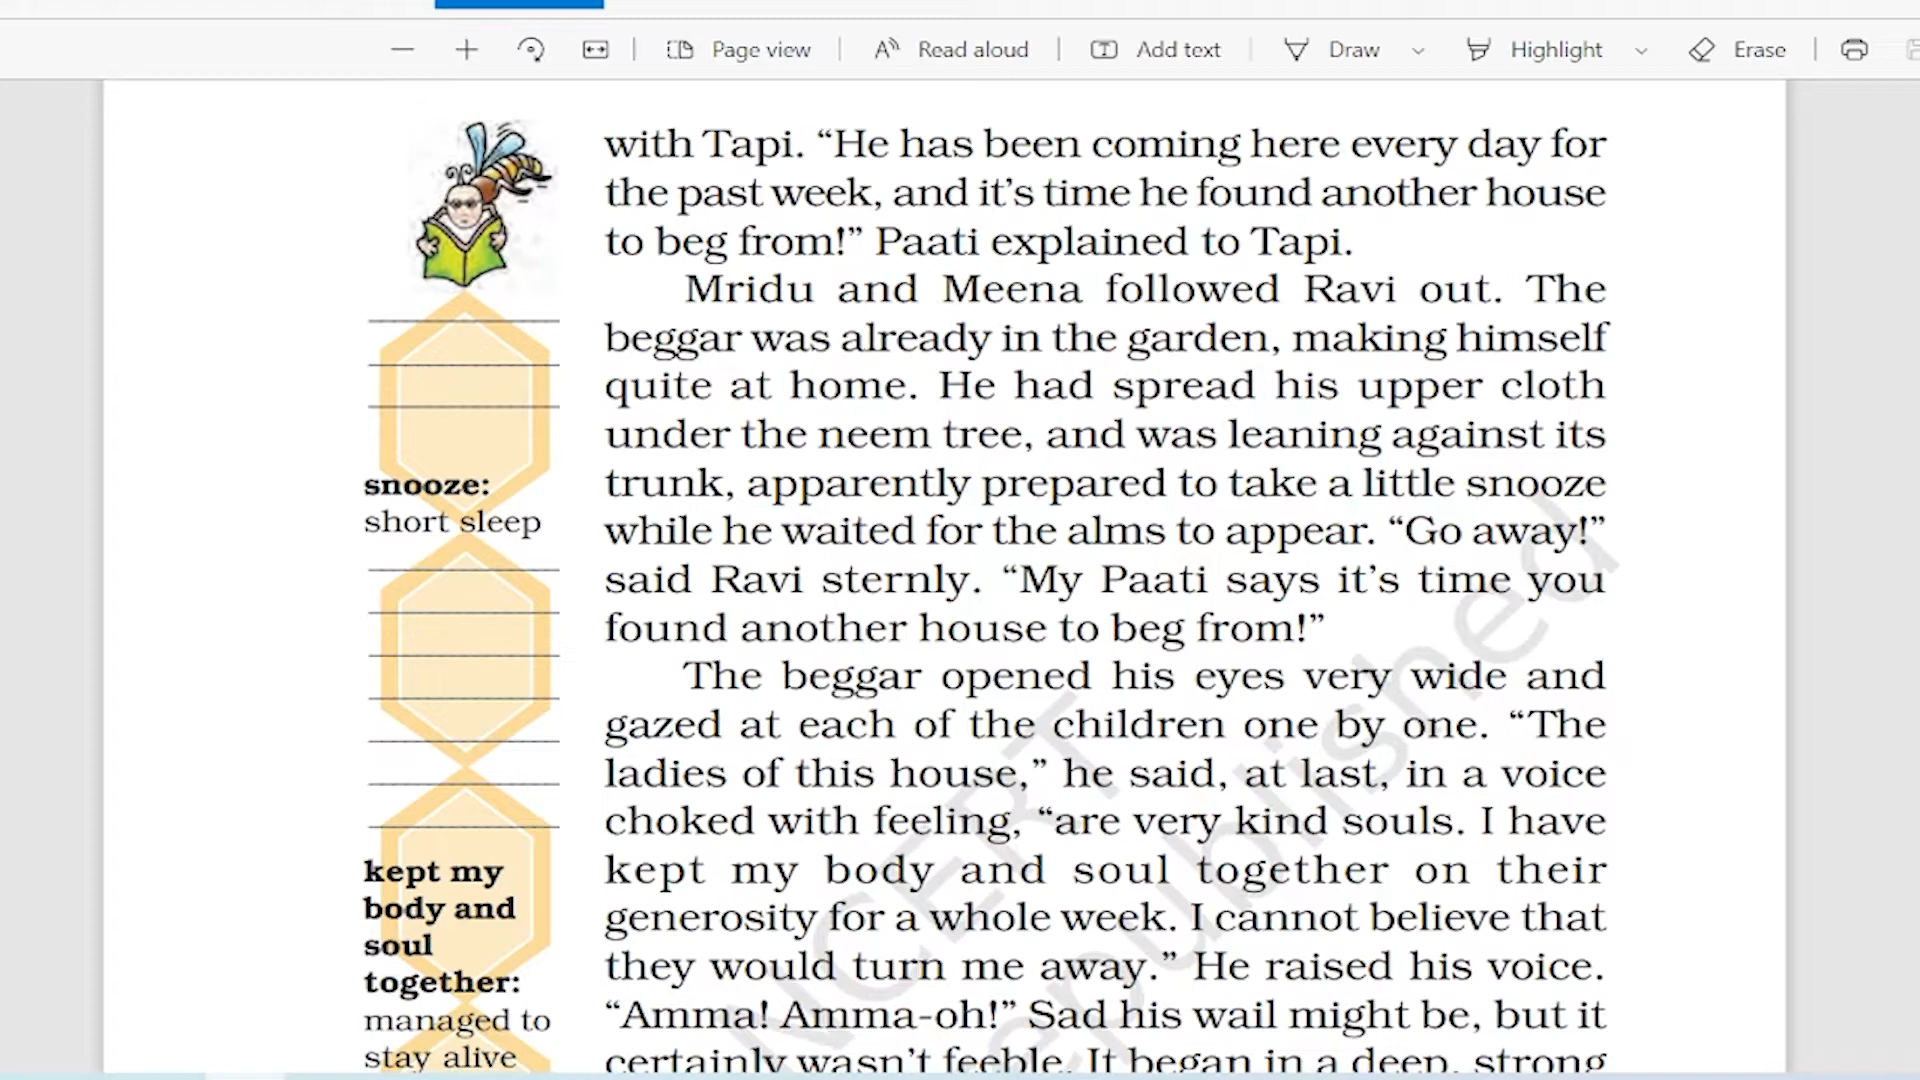 Page view
Read aloud
Add text
Draw
Highlight
Erase
with Tapi. “He has been coming here every day for
the past week, and it’s time he found another house
to beg from!” Paati explained to Tapi.
Mridu and Meena followed Ravi out. The
beggar was already in the garden, making himself
quite at home. He had spread his upper cloth
under the neem tree, and was leaning against its
trunk, apparently prepared to take a little snooze
while he waited for the alms to appear. “Go away!”
said Ravi sternly. “My Paati says it’s time you
found another house to beg from!”
The beggar opened his eyes very wide and
gazed at each of the children one by one. “The
ladies of this house,” he said, at last, in a voice
choked with feeling, “are very kind souls. I have
kept my body and soul together on their
generosity for a whole week. I cannot believe that
they would turn me away.” He raised his voice.
“Amma! Amma-oh!” Sad his wail might be, but it
certainly wasn’t feeble. It began in a deep, strong
snooze:
short sleep
kept my
body and
soul
together:
managed to
stay alive
NCERT
republished